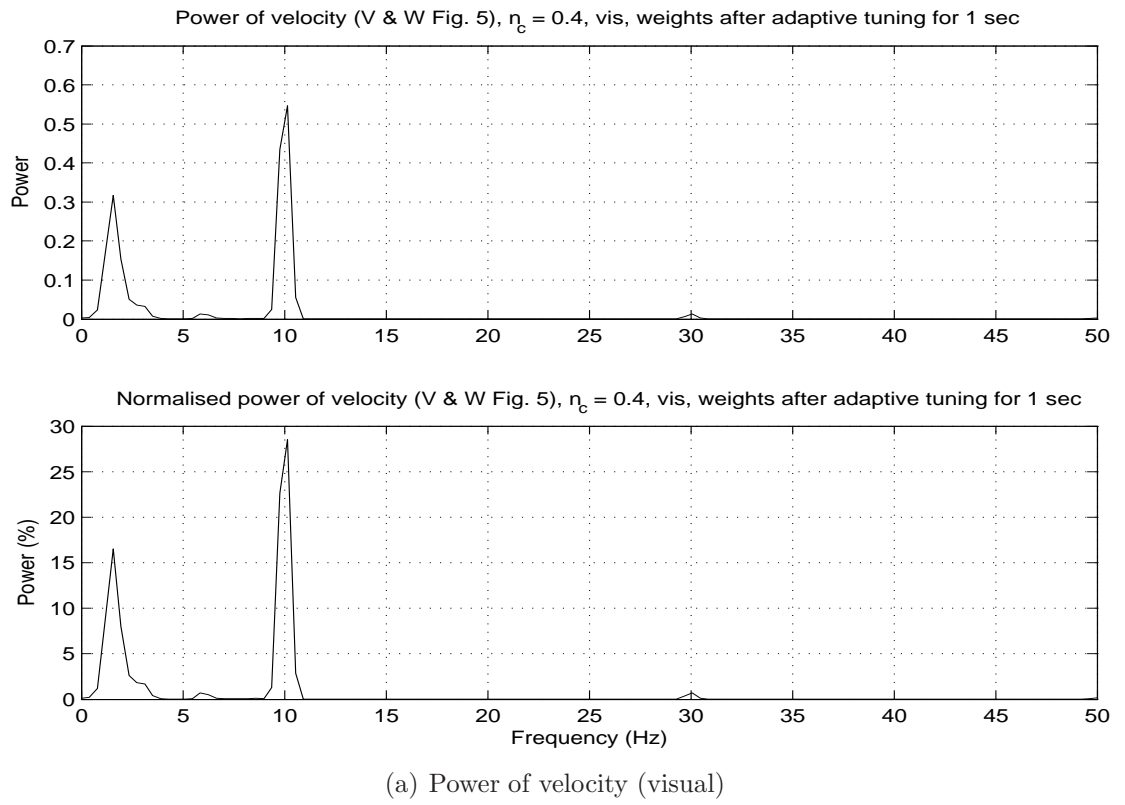 Power of velocity (V & W Fig. 5), n_c = 0.4, vis, weights after adaptive tuning for 1 sec
0.7
0.6
0.5
0.4
0.3
0.2
0.1
0
Power
0 5 10 15 20 25 30 35 40 45 50
Normalised power of velocity (V & W Fig. 5), n_c = 0.4, vis, weights after adaptive tuning for 1 sec
30
25
20
15
10
5
0
Power (%)
0 5 10 15 20 25 30 35 40 45 50
Frequency (Hz)
(a) Power of velocity (visual)